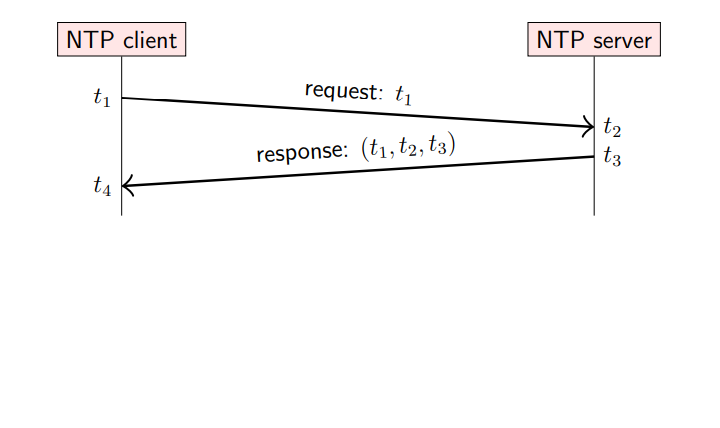 NTP client
NTP server
t₁
request: t₁
t₂
response: (t₁, t₂, t₃)
t₃
t₄